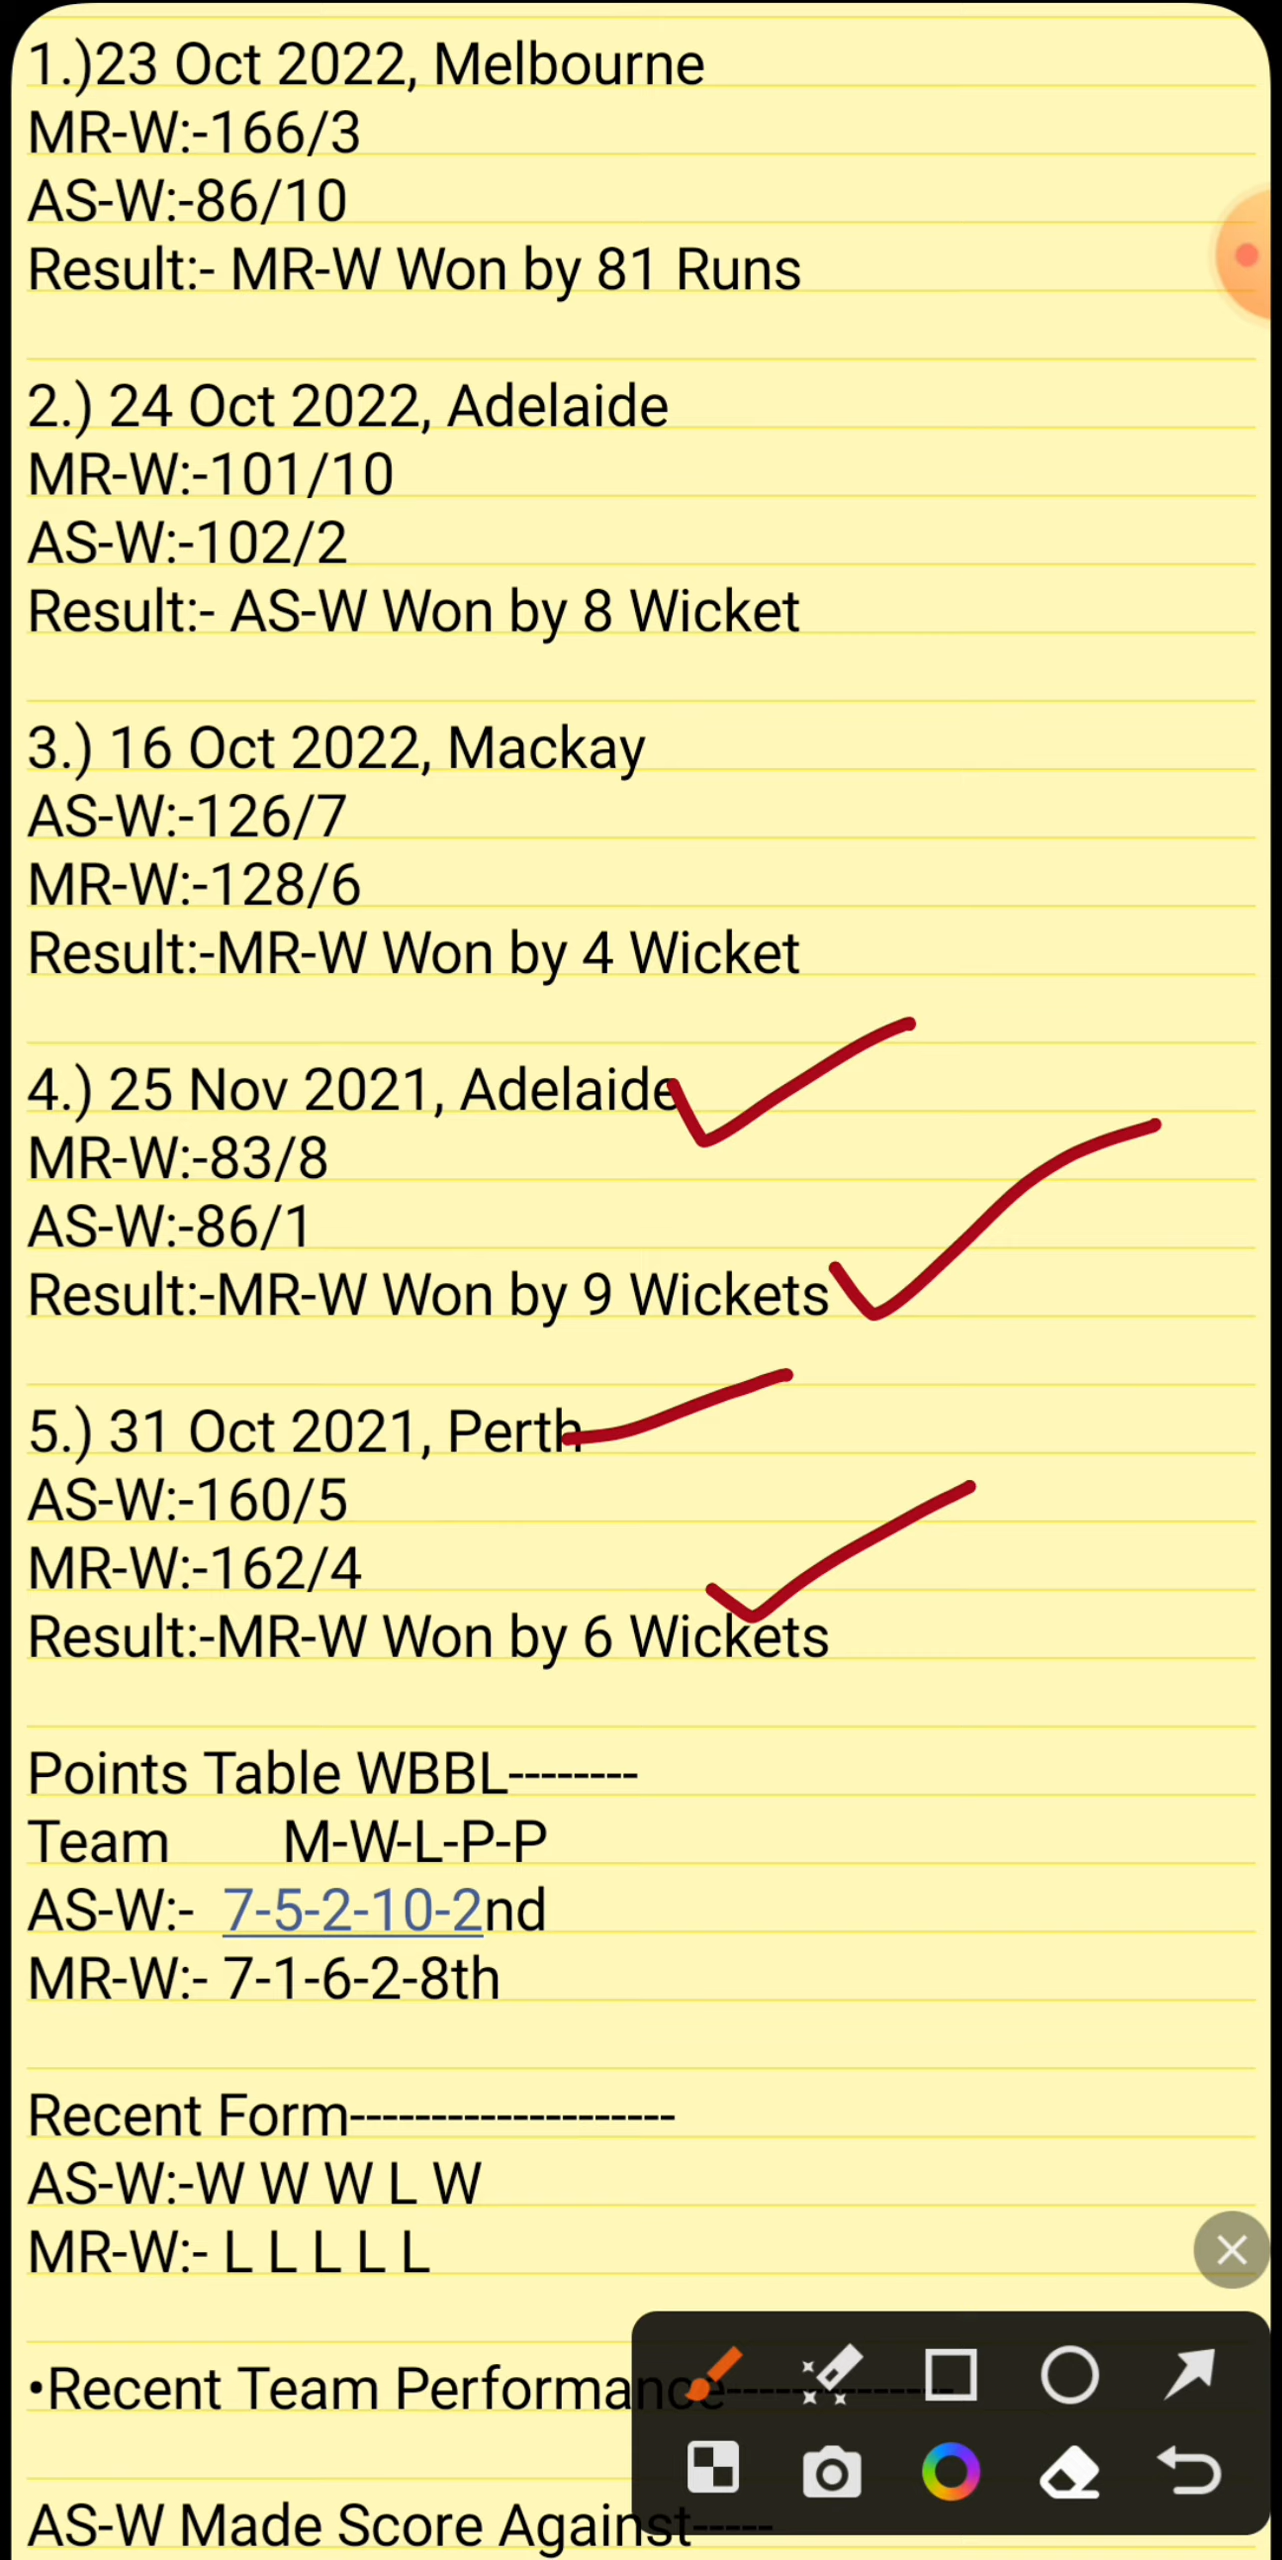 1.)23 Oct 2022, Melbourne
MR-W:-166/3
AS-W:-86/10
Result:- MR-W Won by 81 Runs
2.) 24 Oct 2022, Adelaide
MR-W:-101/10
AS-W:-102/2
Result:- AS-W Won by 8 Wicket
3.) 16 Oct 2022, Mackay
AS-W:-126/7
MR-W:-128/6
Result:-MR-W Won by 4 Wicket
4.) 25 Nov 2021, Adelaide
MR-W:-83/8
AS-W:-86/1
Result:-MR-W Won by 9 Wickets
5.) 31 Oct 2021, Perth
AS-W:-160/5
MR-W:-162/4
Result:-MR-W Won by 6 Wickets
Points Table WBBL--------
Team M-W-L-P-P
AS-W:- 7-5-2-10-2nd
MR-W:- 7-1-6-2-8th
Recent Form--------------------
AS-W:-W W W L W
MR-W:- L L L L L
•Recent Team Performance--------------
AS-W Made Score Against-----